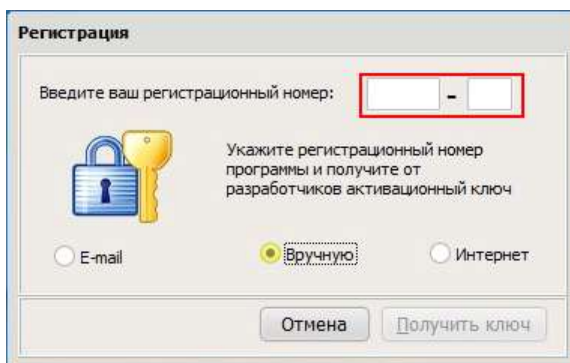 Регистрация
Введите ваш регистрационный номер: -
Укажите регистрационный номер
программы и получите от
разработчиков активационный ключ
E-mail Вручную Интернет
Отмена Получить ключ